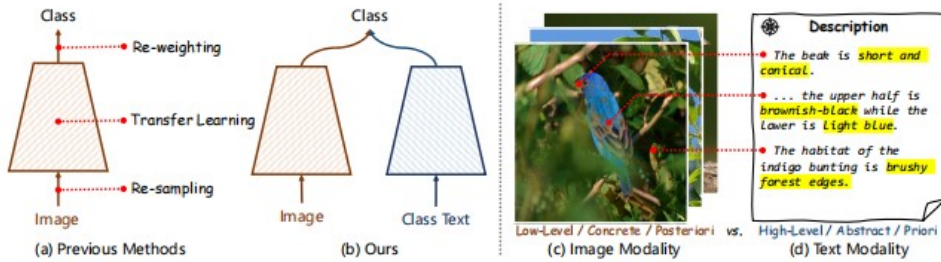 Class
Re-weighting
Transfer Learning
Re-sampling
Image
(a) Previous Methods
Class
Image
Class Text
(b) Ours
Low-Level / Concrete / Posteriori vs. High-Level / Abstract / Priori
(c) Image Modality
Description
The beak is short and
conical.
... the upper half is
brownish-black while the
lower is light blue.
The habitat of the
indigo bunting is brushy
forest edges.
(d) Text Modality